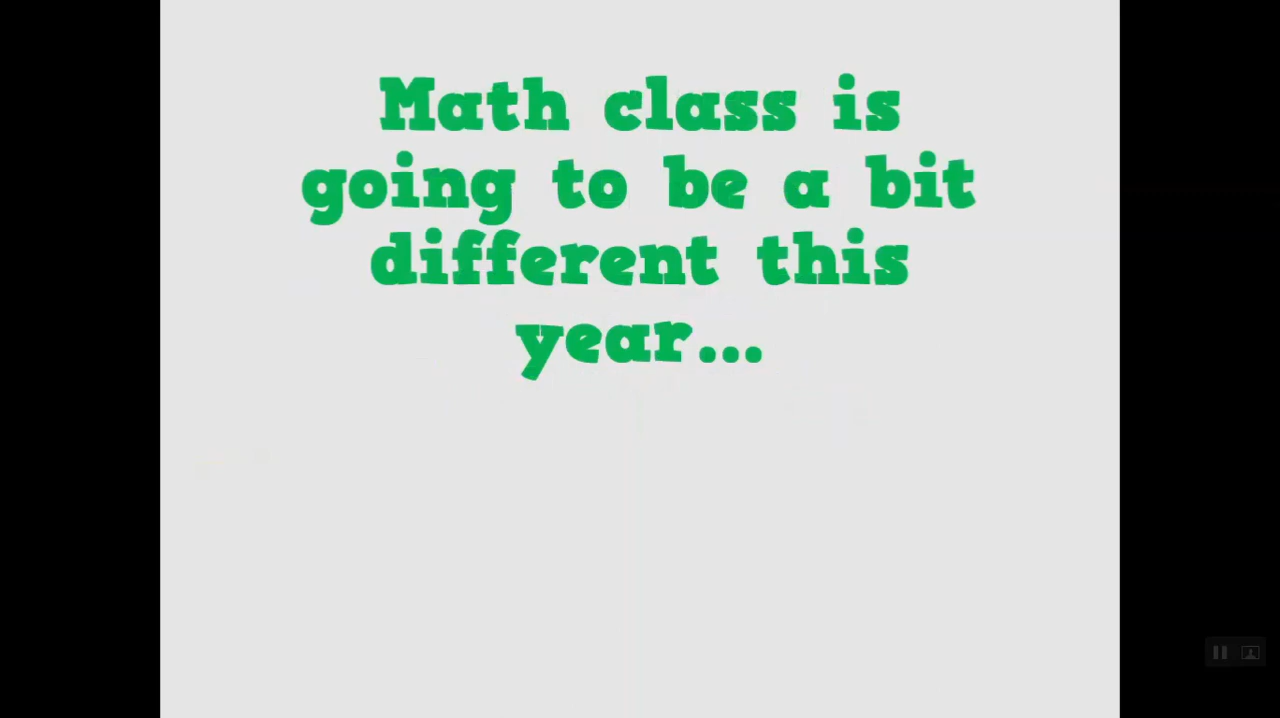 Math class is
going to be a bit
different this
year...